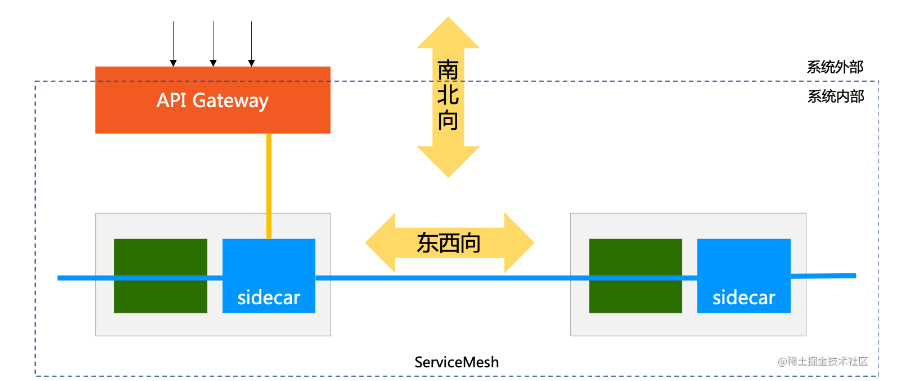 系统外部
API Gateway
系统内部
南
北
向
东西向
sidecar
sidecar
ServiceMesh
@稀土掘金技术社区